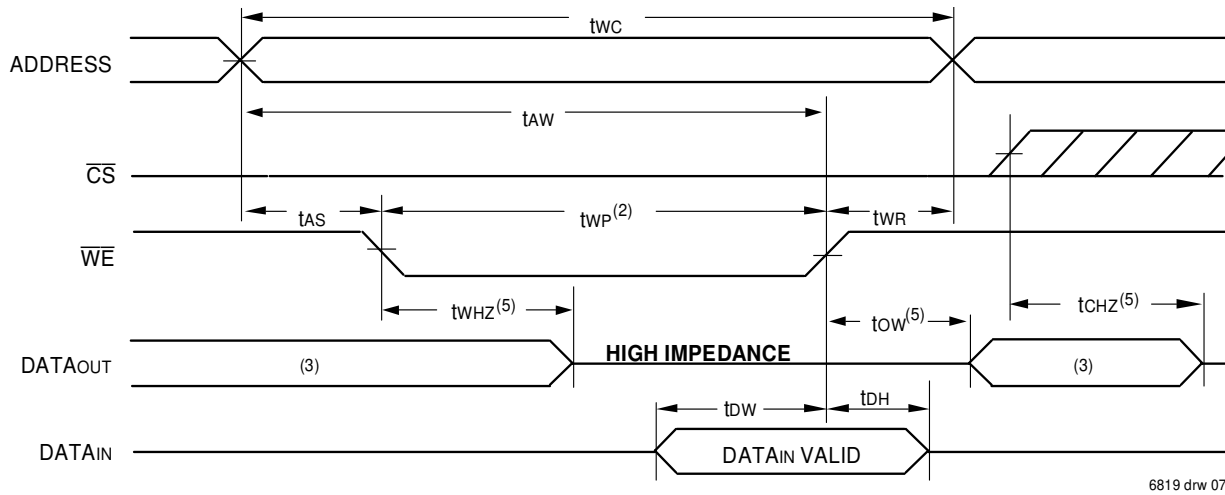 tWC
ADDRESS
tAW
CS
tAS
tWP(2)
tWR
WE
tWHZ(5)
tOW(5)
tCHZ(5)
DATAOUT
(3)
HIGH IMPEDANCE
(3)
tDW
tDH
DATAIN
DATAIN VALID
6819 drw 07